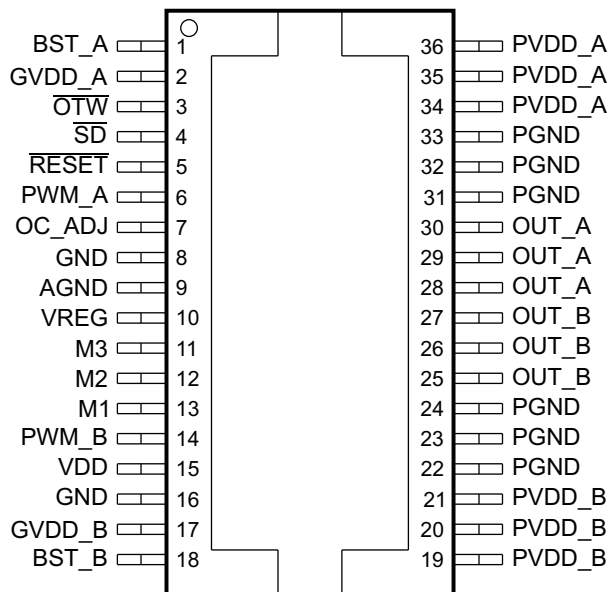 BST_A 1 36 PVDD_A
GVDD_A 2 35 PVDD_A
OTW 3 34 PVDD_A
SD 4 33 PGND
RESET 5 32 PGND
PWM_A 6 31 PGND
OC_ADJ 7 30 OUT_A
GND 8 29 OUT_A
AGND 9 28 OUT_A
VREG 10 27 OUT_B
M3 11 26 OUT_B
M2 12 25 OUT_B
M1 13 24 PGND
PWM_B 14 23 PGND
VDD 15 22 PGND
GND 16 21 PVDD_B
GVDD_B 17 20 PVDD_B
BST_B 18 19 PVDD_B